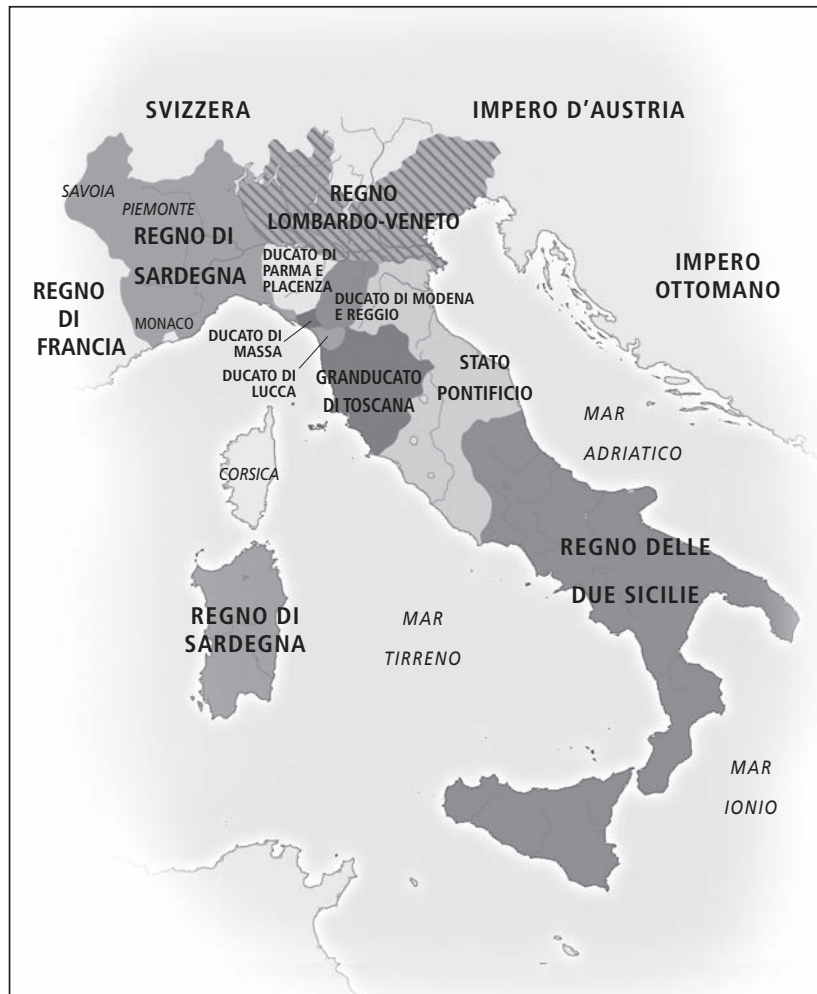 SVIZZERA
IMPERO D'AUSTRIA
SAVOIA
PIEMONTE
REGNO DI
SARDEGNA
REGNO
LOMBARDO-VENETO
DUCATO DI
PARMA E
PLACENZA
IMPERO
OTTOMANO
REGNO
DI
FRANCIA
MONACO
DUCATO DI MODENA
E REGGIO
DUCATO DI
MASSA
DUCATO DI
LUCCA
GRANDUCATO
DI TOSCANA
STATO
PONTIFICIO
MAR
ADRIATICO
CORSICA
REGNO DELLE
DUE SICILIE
REGNO DI
SARDEGNA
MAR
TIRRENO
MAR
IONIO